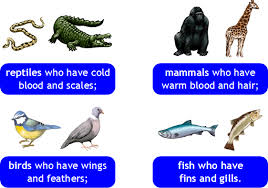 reptiles who have cold
blood and scales;
mammals who have
warm blood and hair;
birds who have wings
and feathers;
fish who have
fins and gills.